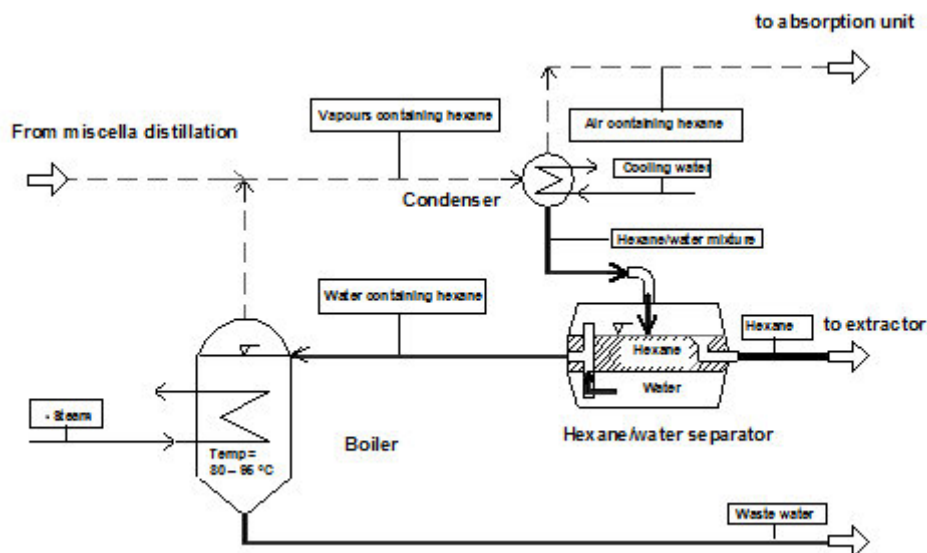 to absorption unit
Vapours containing hexane
Air containing hexane
From miscella distillation
Cooling water
Condenser
Hexane/water mixture
Water containing hexane
Hexane
to extractor
Hexane
Water
- Steam
Boiler
Hexane/water separator
Temp=
80 – 95 °C
Waste water